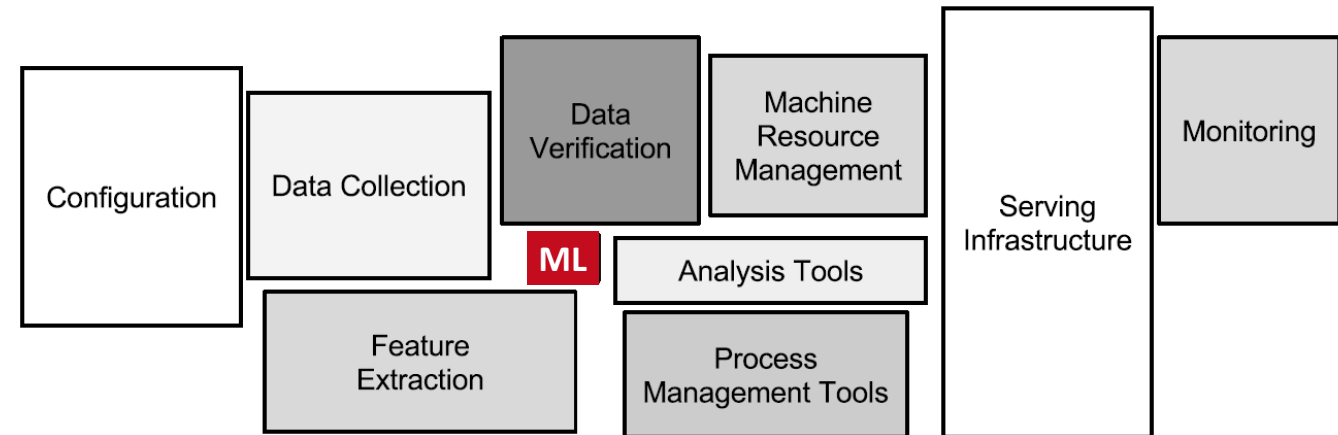 Configuration
Data Collection
Feature
Extraction
Data
Verification
ML
Machine
Resource
Management
Analysis Tools
Process
Management Tools
Serving
Infrastructure
Monitoring